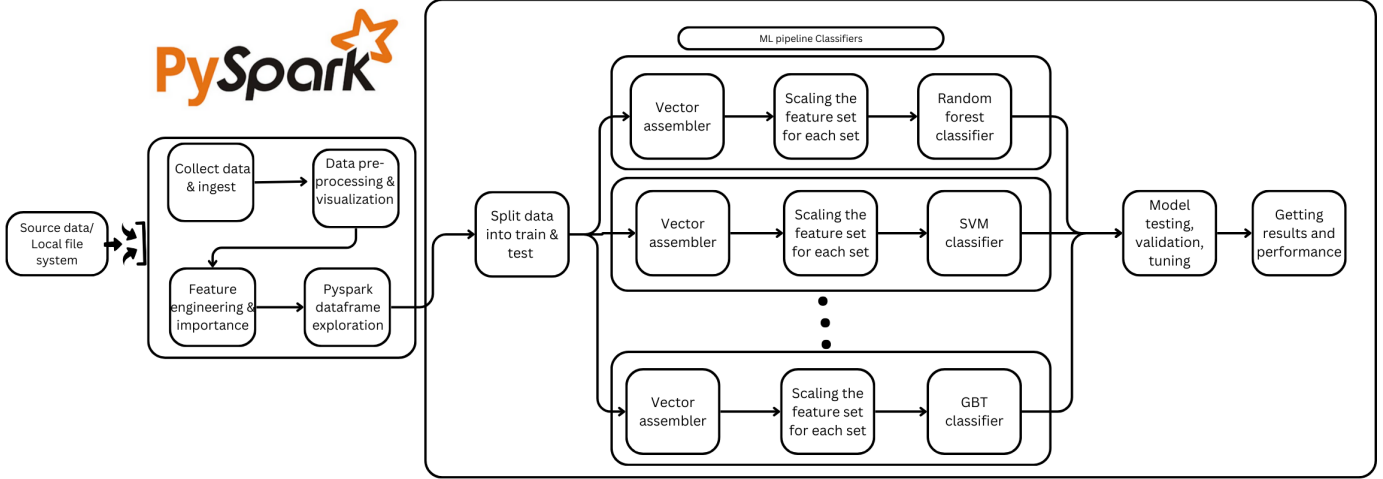 PySpark
ML pipeline Classifiers
Vector
assembler
Scaling the
feature set
for each set
Random
forest
classifier
Collect data
& ingest
Data pre-
processing &
visualization
Source data/
Local file
system
Feature
engineering &
importance
Pyspark
dataframe
exploration
Split data
into train &
test
Vector
assembler
Scaling the
feature set
for each set
SVM
classifier
Model
testing,
validation,
tuning
Getting
results and
performance
Vector
assembler
Scaling the
feature set
for each set
GBT
classifier